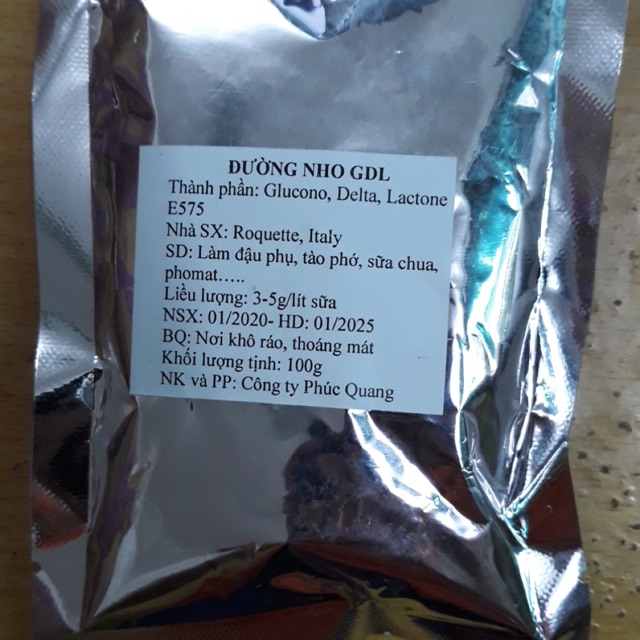 ĐƯỜNG NHO GDL
Thành phần: Glucono, Delta, Lactone
E575
Nhà SX: Roquette, Italy
SD: Làm đậu phụ, tào phớ, sữa chua,
phomat.....
Liều lượng: 3-5g/lít sữa
NSX: 01/2020- HD: 01/2025
BQ: Nơi khô ráo, thoáng mát
Khối lượng tịnh: 100g
NK và PP: Công ty Phúc Quang